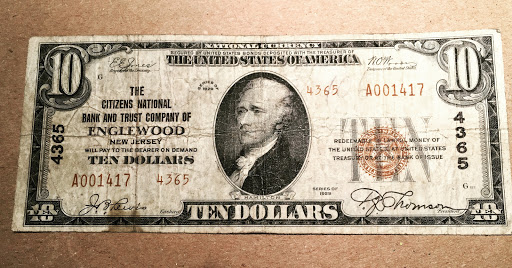 NATIONAL CURRENCY
SECURED BY UNITED STATES BONDS DEPOSITED WITH THE TREASURER OF THE UNITED STATES OF AMERICA
10
10
G
THE
CITIZENS NATIONAL
BANK AND TRUST COMPANY OF
ENGLEWOOD
NEW JERSEY
WILL PAY TO THE BEARER ON DEMAND
TEN DOLLARS
4365
A001417
4365
4365
TEN
REDEEMABLE IN LAWFUL MONEY OF
THE UNITED STATES AT UNITED STATES
TREASURY OR AT THE BANK OF ISSUE
A001417
4365
G
HAMILTON
SERIES OF
1929
10
TEN DOLLARS
10
Thomson
President